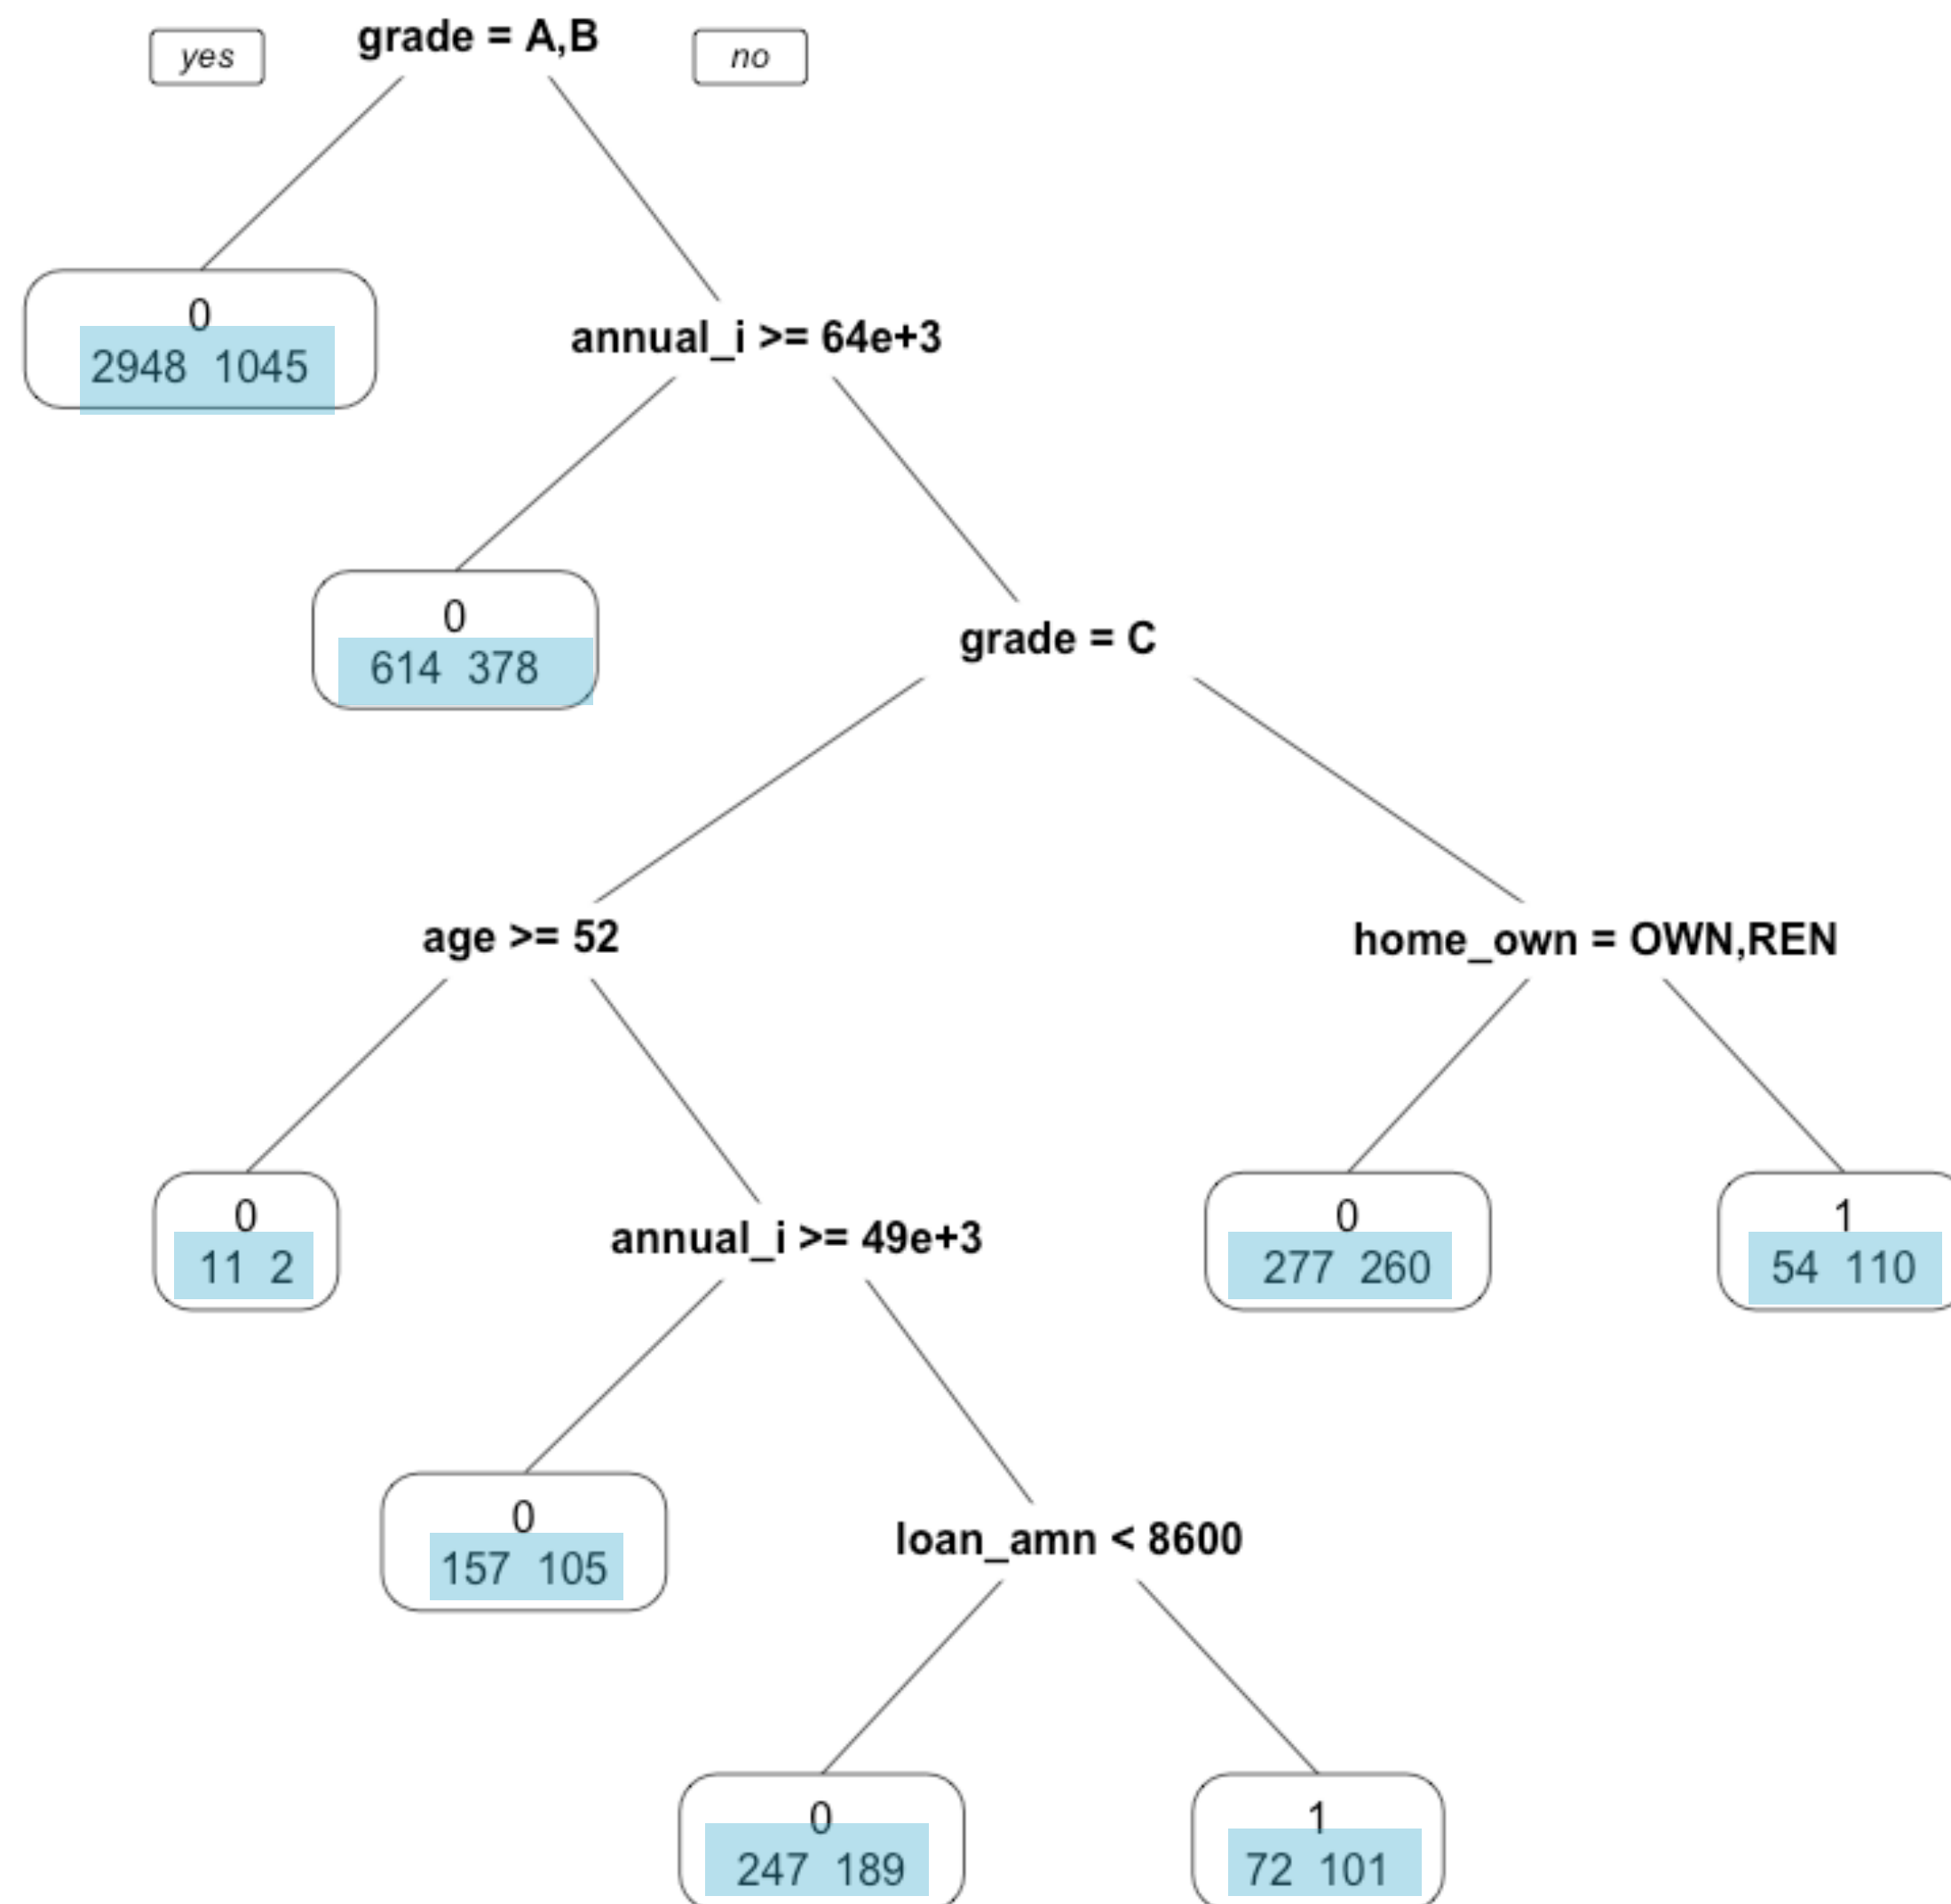 yes
grade = A,B
no
0
2948 1045
annual_i >= 64e+3
0
614 378
grade = C
age >= 52
home_own = OWN,REN
0
11 2
annual_i >= 49e+3
0
277 260
1
54 110
0
157 105
loan_amn < 8600
0
247 189
1
72 101